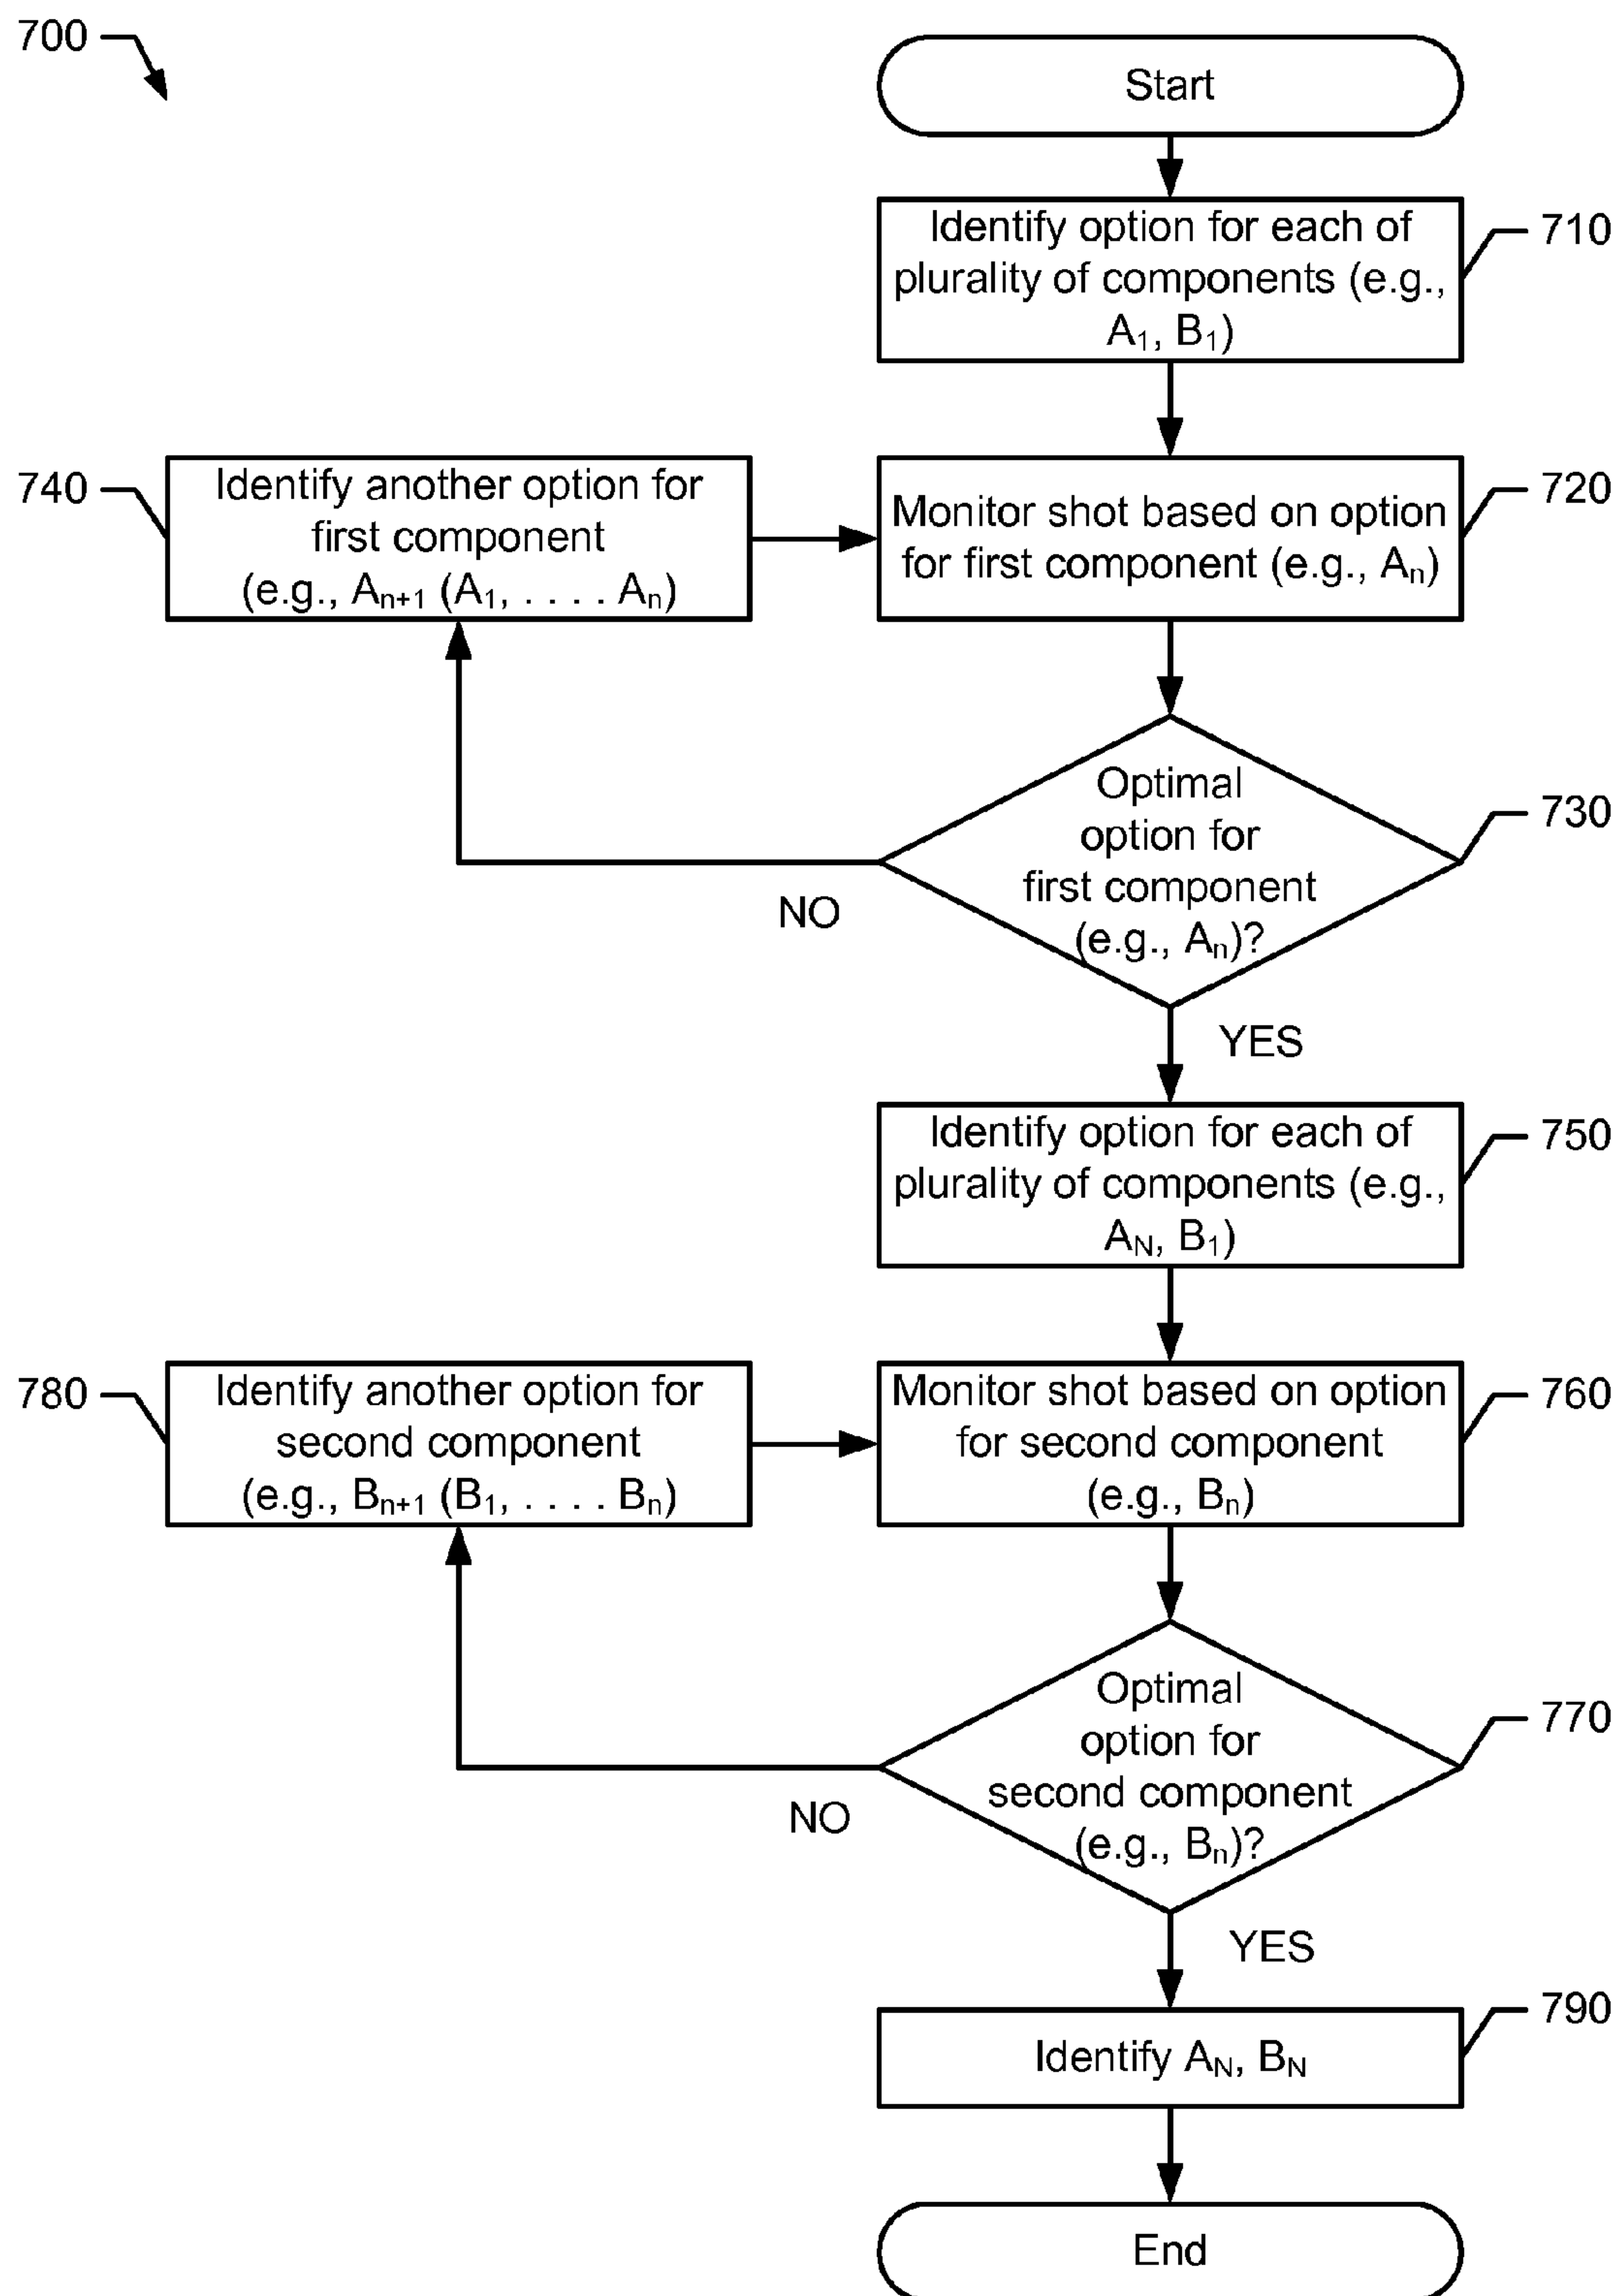 700
Start
Identify option for each of
plurality of components (e.g.,
A₁, B₁)
710
740
Identify another option for
first component
(e.g., Aₙ₊₁ (A₁, . . . . Aₙ)
Monitor shot based on option
for first component (e.g., Aₙ)
720
Optimal
option for
first component
(e.g., Aₙ)?
730
NO
YES
Identify option for each of
plurality of components (e.g.,
A_N, B₁)
750
780
Identify another option for
second component
(e.g., Bₙ₊₁ (B₁, . . . . Bₙ)
Monitor shot based on option
for second component
(e.g., Bₙ)
760
Optimal
option for
second component
(e.g., Bₙ)?
770
NO
YES
Identify A_N, B_N
790
End